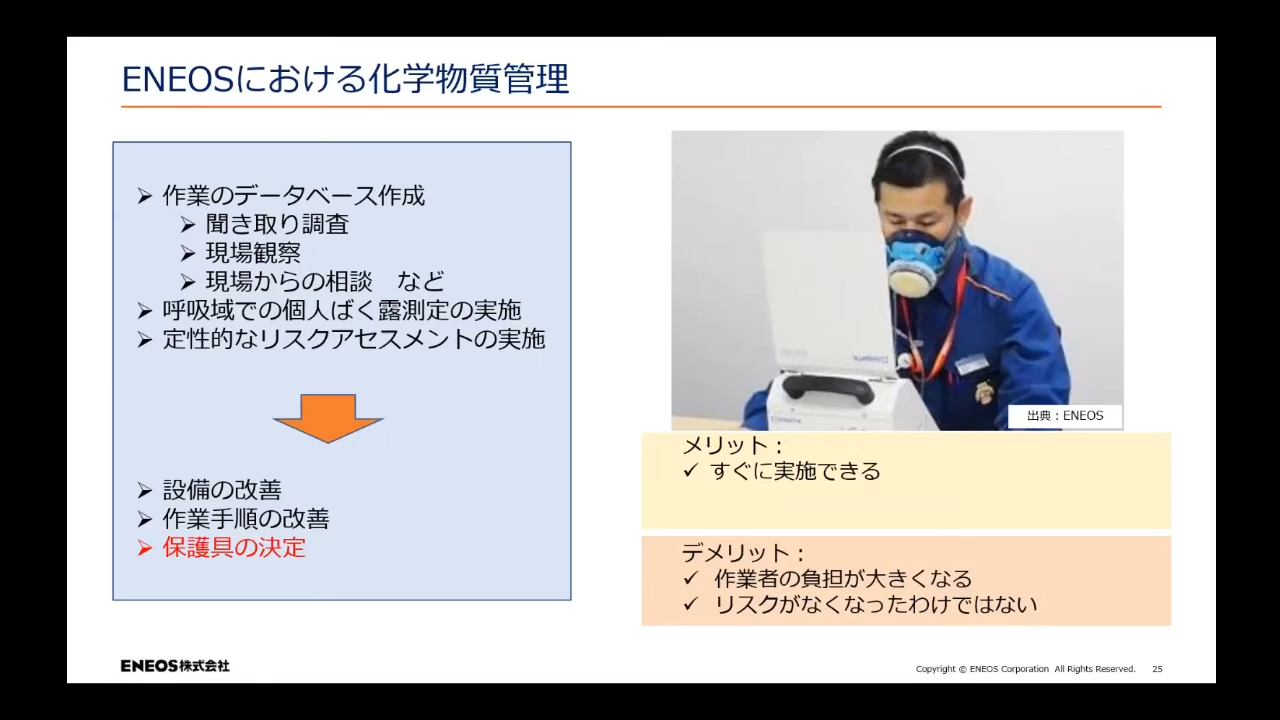 ENEOSにおける化学物質管理
➢ 作業のデータベース作成
➢ 聞き取り調査
➢ 現場観察
➢ 現場からの相談　など
➢ 呼吸域での個人ばく露測定の実施
➢ 定性的なリスクアセスメントの実施
➢ 設備の改善
➢ 作業手順の改善
➢ 保護具の決定
出典：ENEOS
メリット：
✓ すぐに実施できる
デメリット：
✓ 作業者の負担が大きくなる
✓ リスクがなくなったわけではない
ENEOS株式会社
Copyright © ENEOS Corporation All Rights Reserved.
25